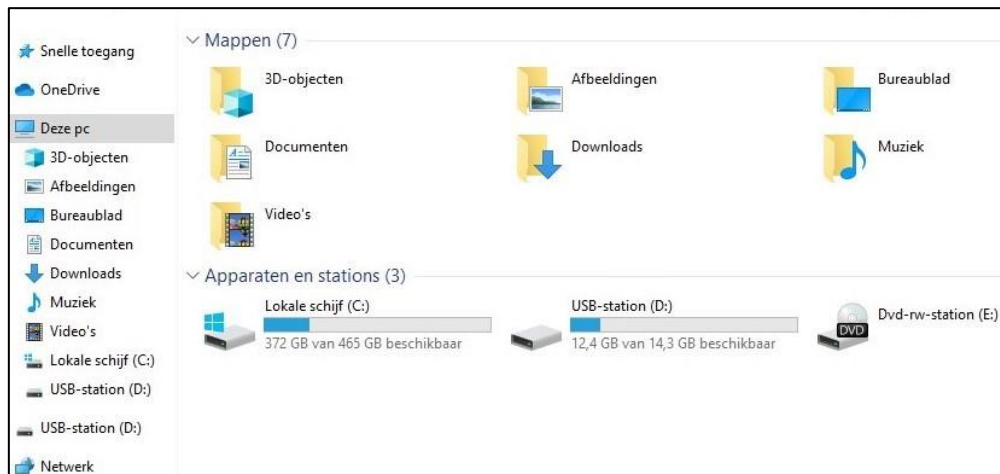 Snelle toegang
OneDrive
Deze pc
3D-objecten
Afbeeldingen
Bureaublad
Documenten
Downloads
Muziek
Video's
Lokale schijf (C:)
USB-station (D:)
USB-station (D:)
Netwerk
Mappen (7)
3D-objecten
Afbeeldingen
Bureaublad
Documenten
Downloads
Muziek
Video's
Apparaten en stations (3)
Lokale schijf (C:)
372 GB van 465 GB beschikbaar
USB-station (D:)
12,4 GB van 14,3 GB beschikbaar
DVD
Dvd-rw-station (E:)